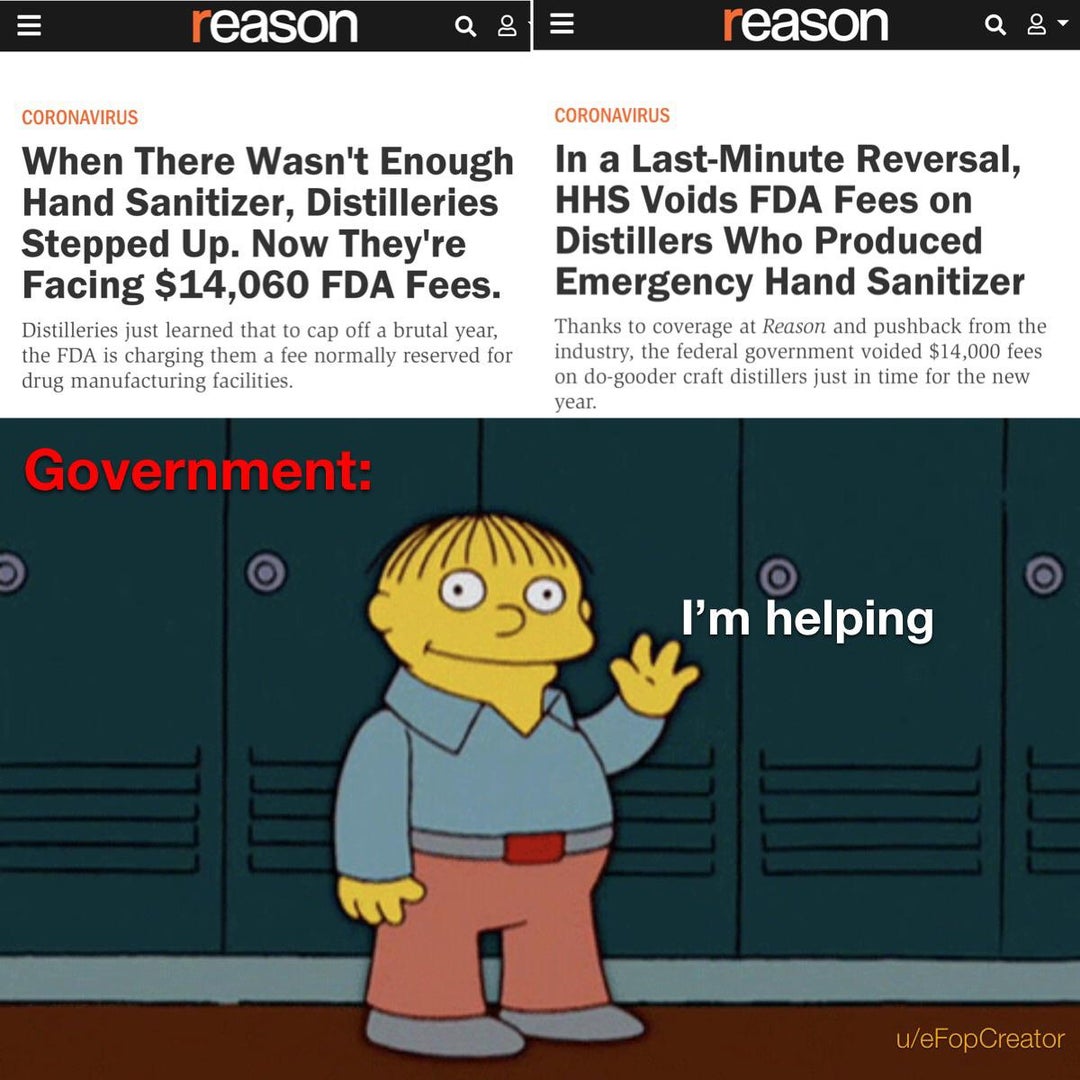 reason
CORONAVIRUS
When There Wasn't Enough
Hand Sanitizer, Distilleries
Stepped Up. Now They're
Facing $14,060 FDA Fees.
Distilleries just learned that to cap off a brutal year,
the FDA is charging them a fee normally reserved for
drug manufacturing facilities.
reason
CORONAVIRUS
In a Last-Minute Reversal,
HHS Voids FDA Fees on
Distillers Who Produced
Emergency Hand Sanitizer
Thanks to coverage at Reason and pushback from the
industry, the federal government voided $14,000 fees
on do-gooder craft distillers just in time for the new
year.
Government:
I’m helping
u/eFopCreator